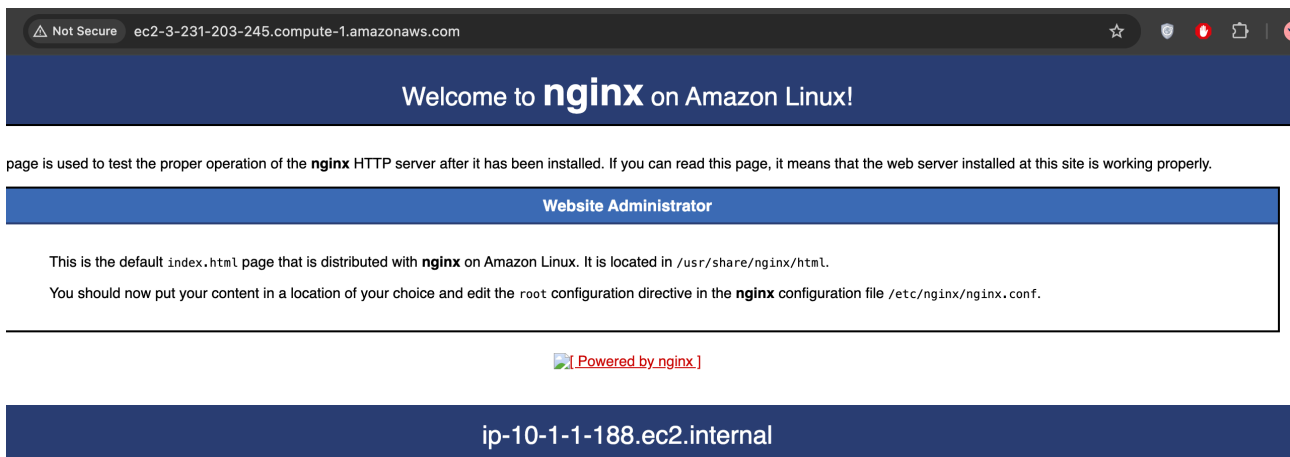 Not Secure ec2-3-231-203-245.compute-1.amazonaws.com
Welcome to nginx on Amazon Linux!
page is used to test the proper operation of the nginx HTTP server after it has been installed. If you can read this page, it means that the web server installed at this site is working properly.
Website Administrator
This is the default index.html page that is distributed with nginx on Amazon Linux. It is located in /usr/share/nginx/html.
You should now put your content in a location of your choice and edit the root configuration directive in the nginx configuration file /etc/nginx/nginx.conf.
[ Powered by nginx ]
ip-10-1-1-188.ec2.internal